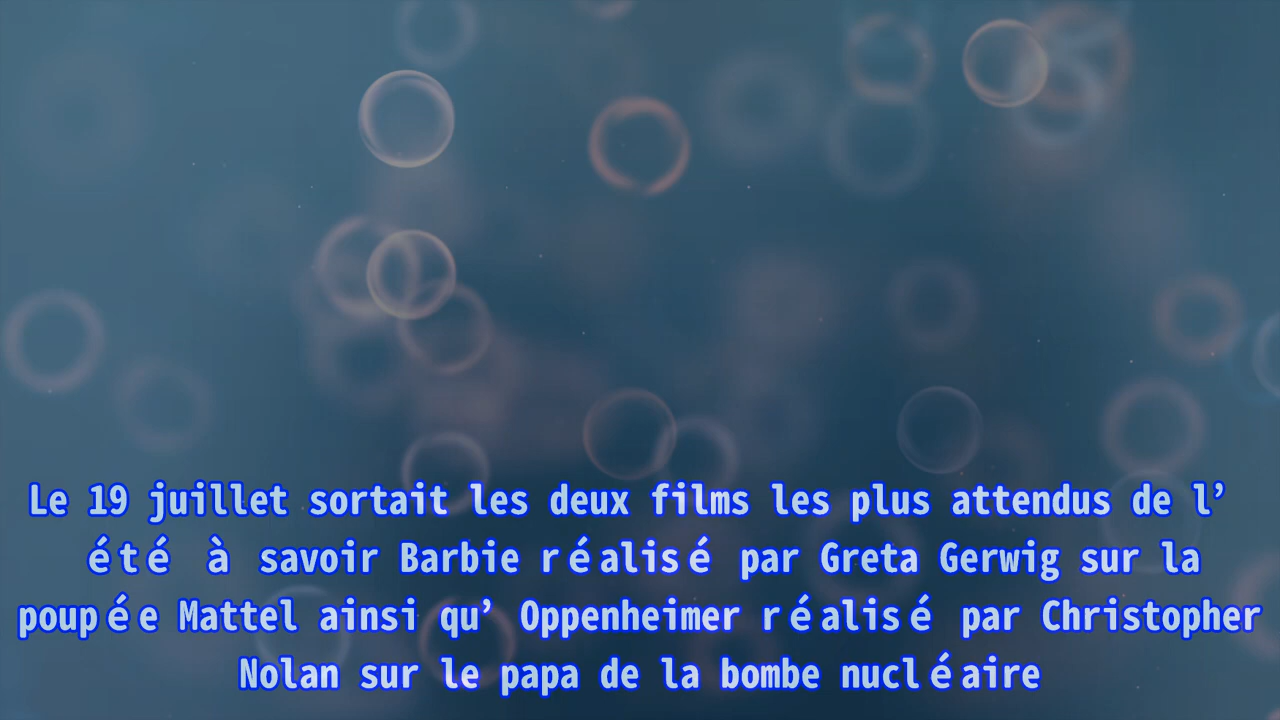 Le 19 juillet sortait les deux films les plus attendus de l’
été à savoir Barbie réalisé par Greta Gerwig sur la
poupée Mattel ainsi qu’ Oppenheimer réalisé par Christopher
Nolan sur le papa de la bombe nucléaire